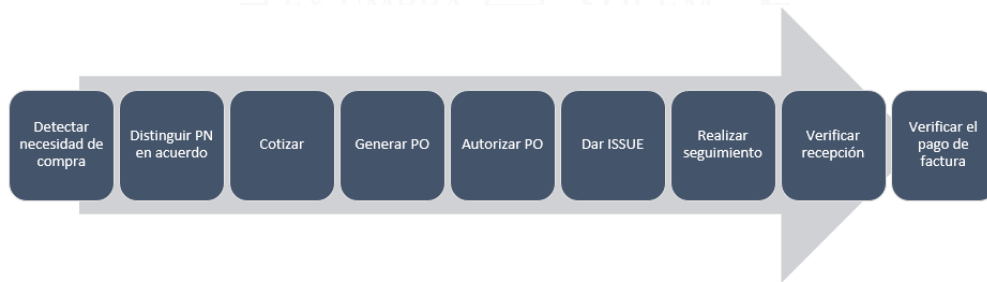 Detectar
necesidad de
compra
Distinguir PN
en acuerdo
Cotizar
Generar PO
Autorizar PO
Dar ISSUE
Realizar
seguimiento
Verificar
recepción
Verificar el
pago de
factura